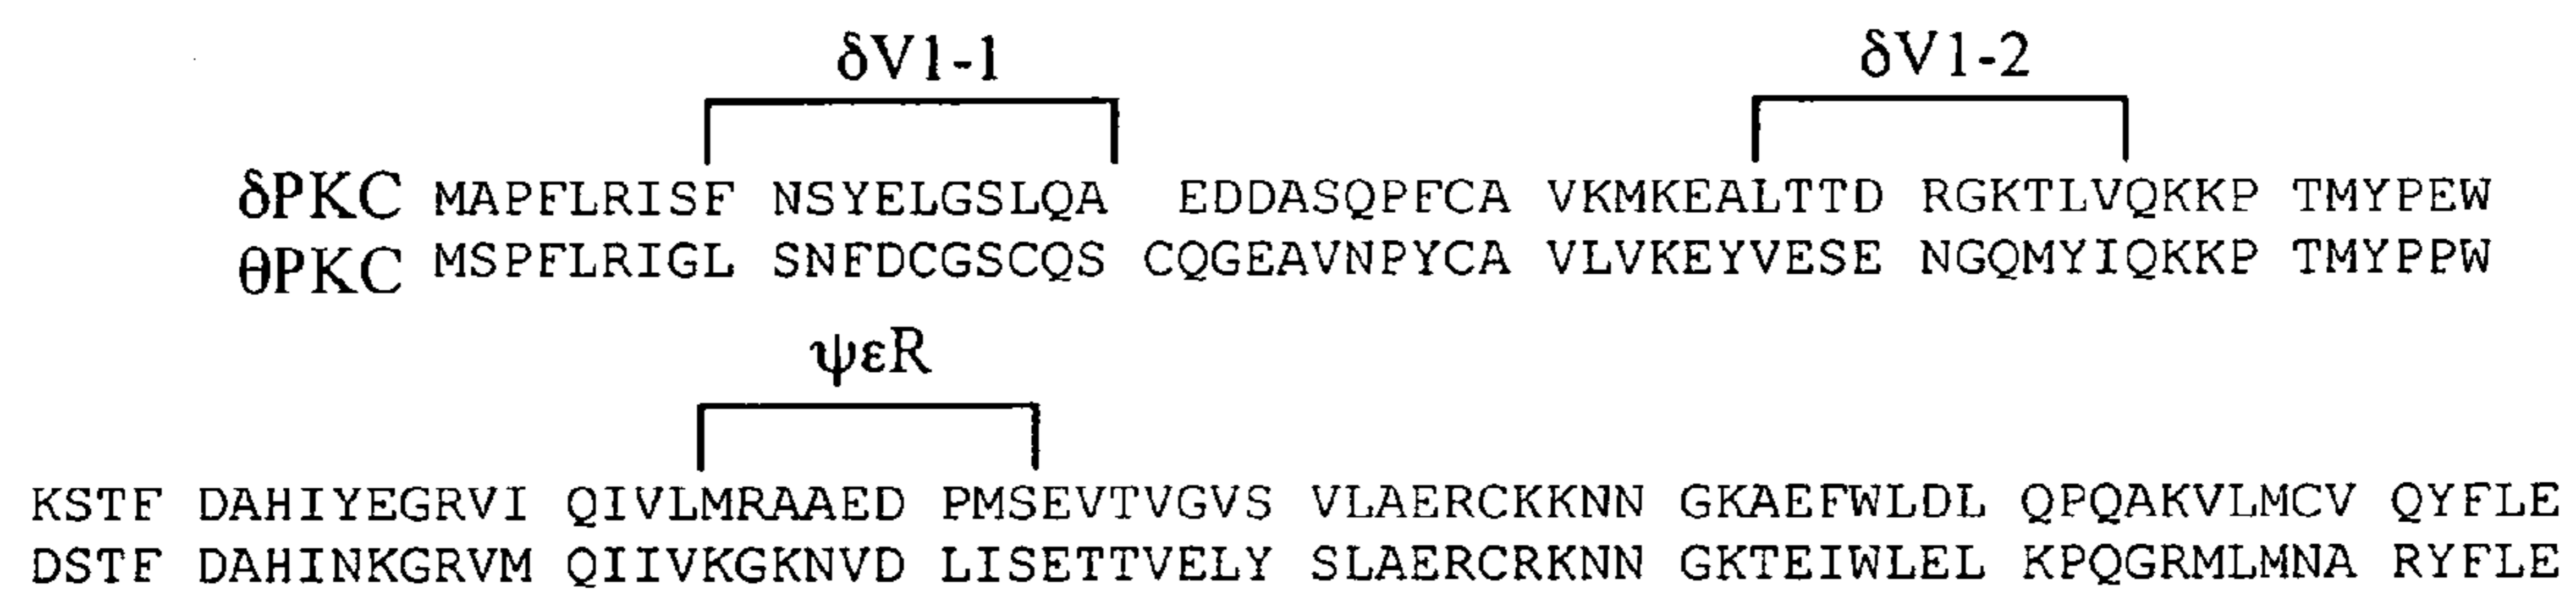 δV1-1 δV1-2
δPKC MAPFLRISF NSYELGSLQA EDDASQPFCA VKMKEALTTD RGKTLVQKKP TMYPEW
θPKC MSPFLRIGL SNFDCGSCQS CQGEAVNPYCA VLVKEYVESE NGQMYIQKKP TMYPPW
ψεR
KSTF DAHIYEGRVI QIVLMRAAED PMSEVTVGVS VLAERCKKNN GKAEFWLDL QPQAKVLMCV QYFLE
DSTF DAHINKGRVM QIIVKGKNVD LISETTVELY SLAERCRKNN GKTEIWLEL KPQGRMLMNA RYFLE